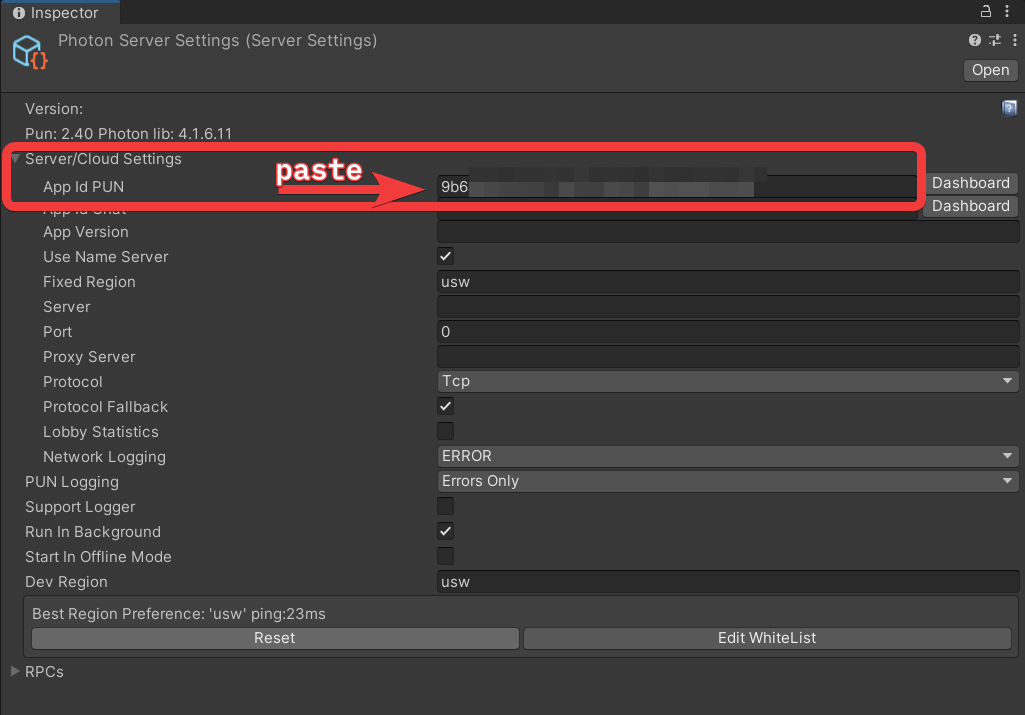 Inspector
Photon Server Settings (Server Settings)
Open
Version:
Pun: 2.40 Photon lib: 4.1.6.11
Server/Cloud Settings
paste
App Id PUN 9b6 Dashboard
App Id Chat Dashboard
App Version
Use Name Server
Fixed Region usw
Server
Port 0
Proxy Server
Protocol Tcp
Protocol Fallback
Lobby Statistics
Network Logging ERROR
PUN Logging Errors Only
Support Logger
Run In Background
Start In Offline Mode
Dev Region usw
Best Region Preference: 'usw' ping:23ms
Reset Edit WhiteList
RPCs